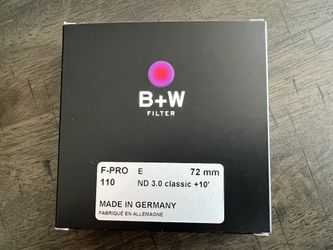 B+W
FILTER
F-PRO E 72 mm
110 ND 3.0 classic +10'
MADE IN GERMANY
FABRIQUÉ EN ALLEMAGNE